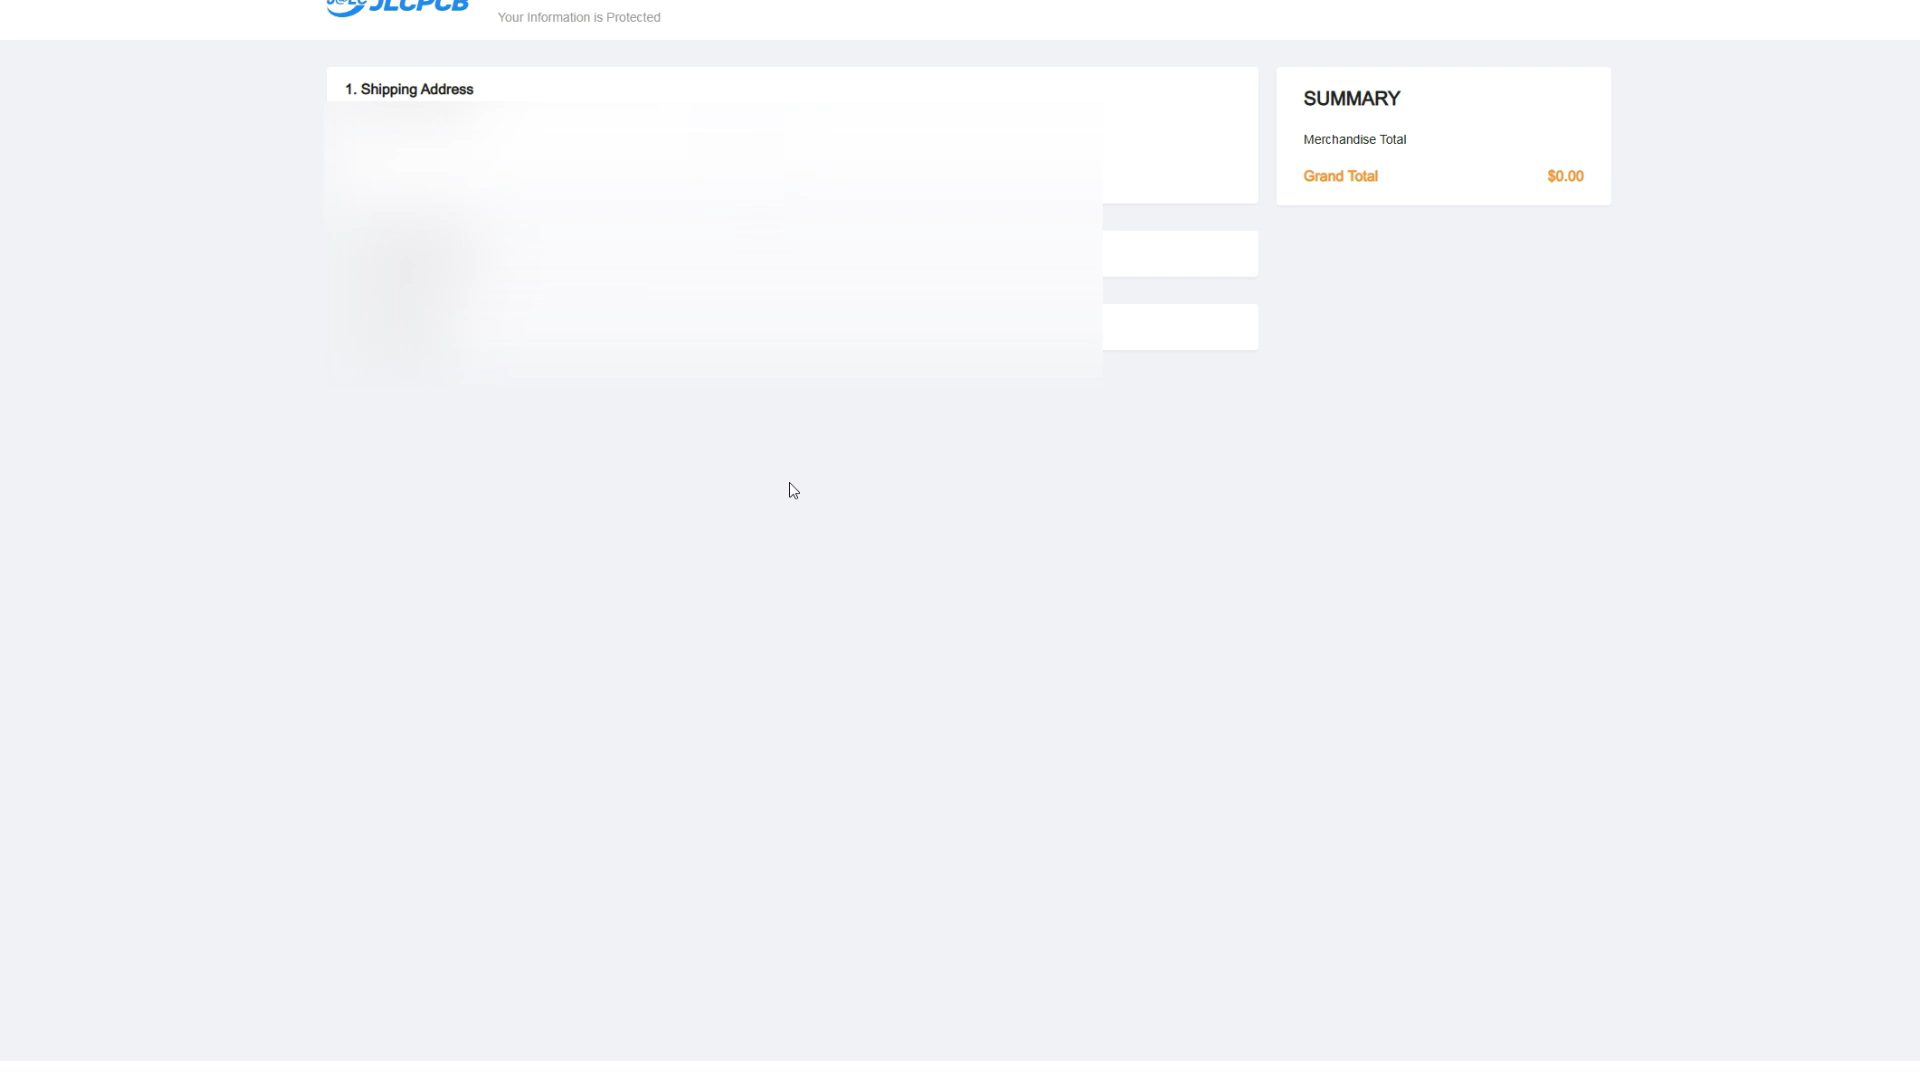 JLCPCB
Your Information is Protected
1. Shipping Address
SUMMARY
Merchandise Total
Grand Total $0.00